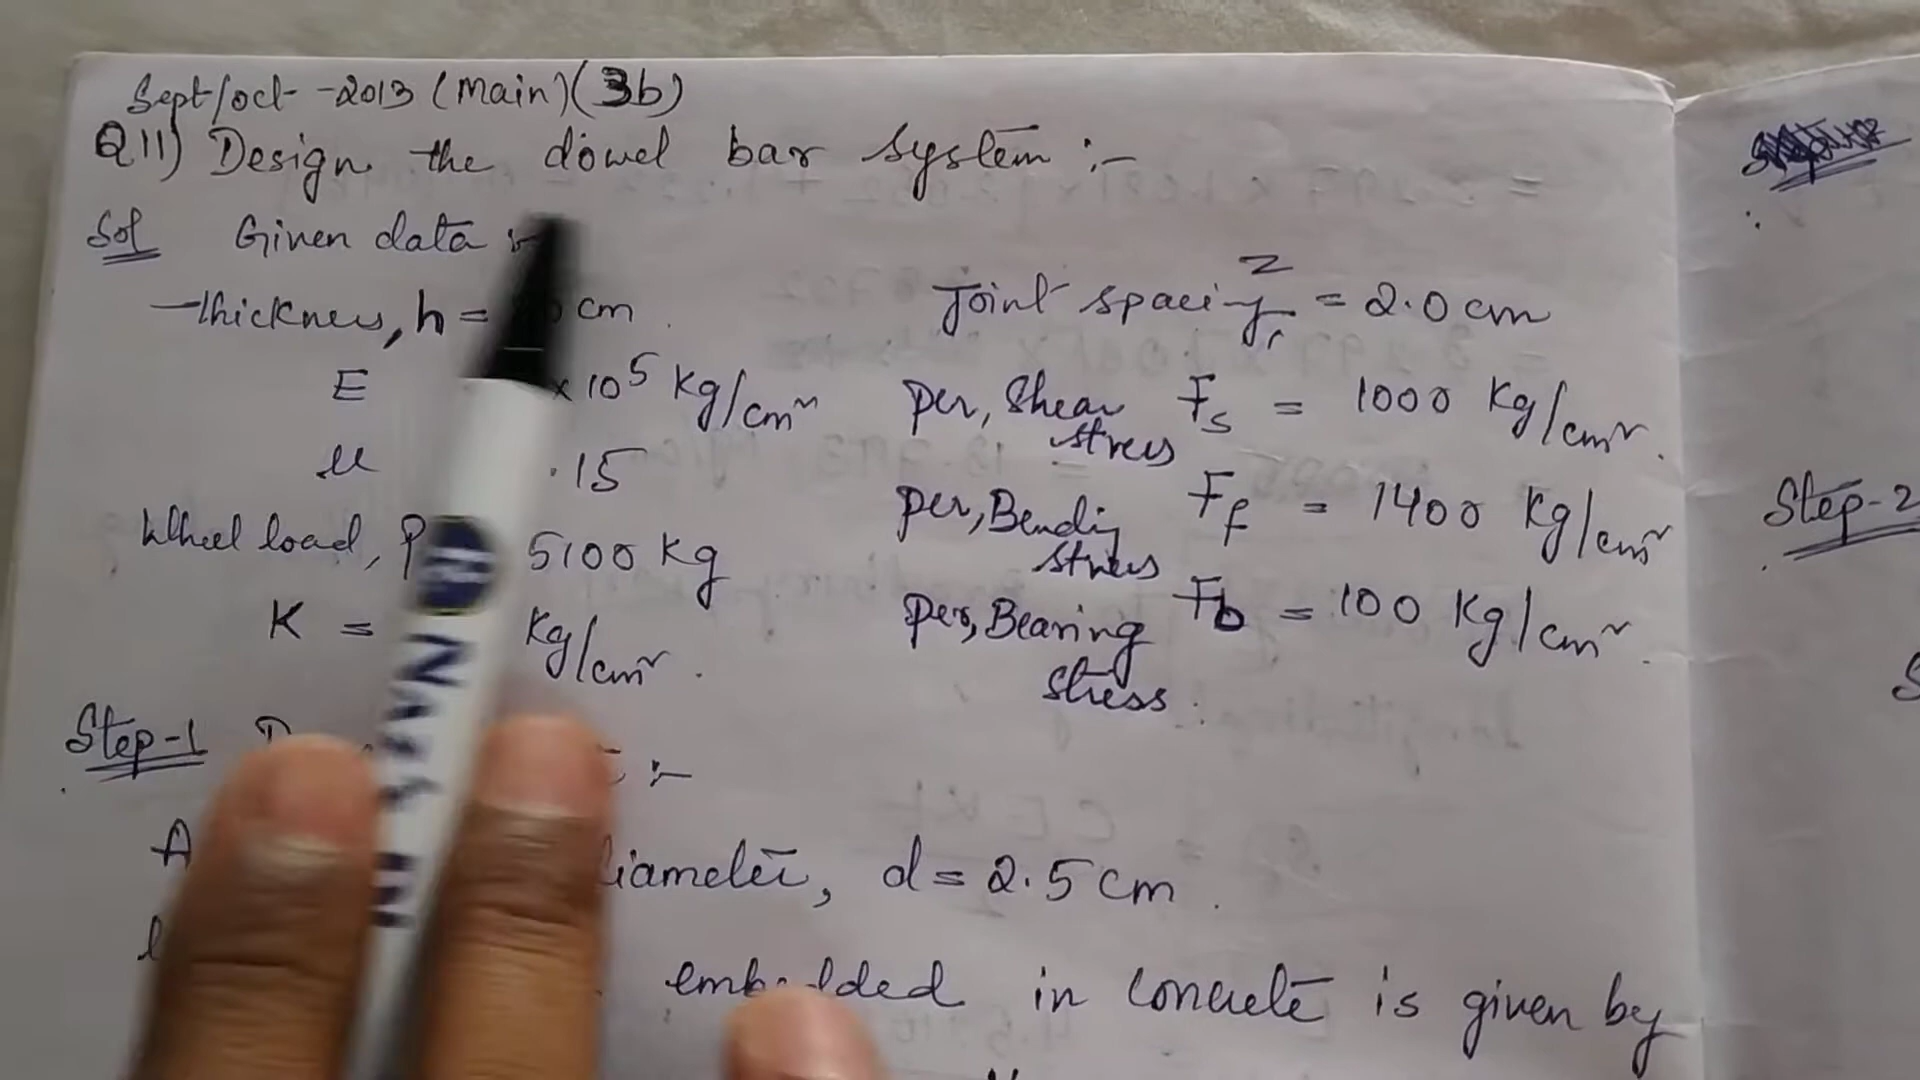 Sept/oct -2013 (main)(3b)
Q11) Design the dowel bar system :-
Sol Given data :-
Thickness, h = cm. Joint spacing, z = 2.0 cm
E × 10⁵ Kg/cm² per, Shear stress Fs = 1000 Kg/cm².
μ .15
Wheel load, P 5100 Kg per, Bending stress Ff = 1400 Kg/cm²
K = Kg/cm². per, Bearing stress Fb = 100 Kg/cm².
Step-1 :-
diameter, d = 2.5 cm.
embedded in concrete is given by
Step-2